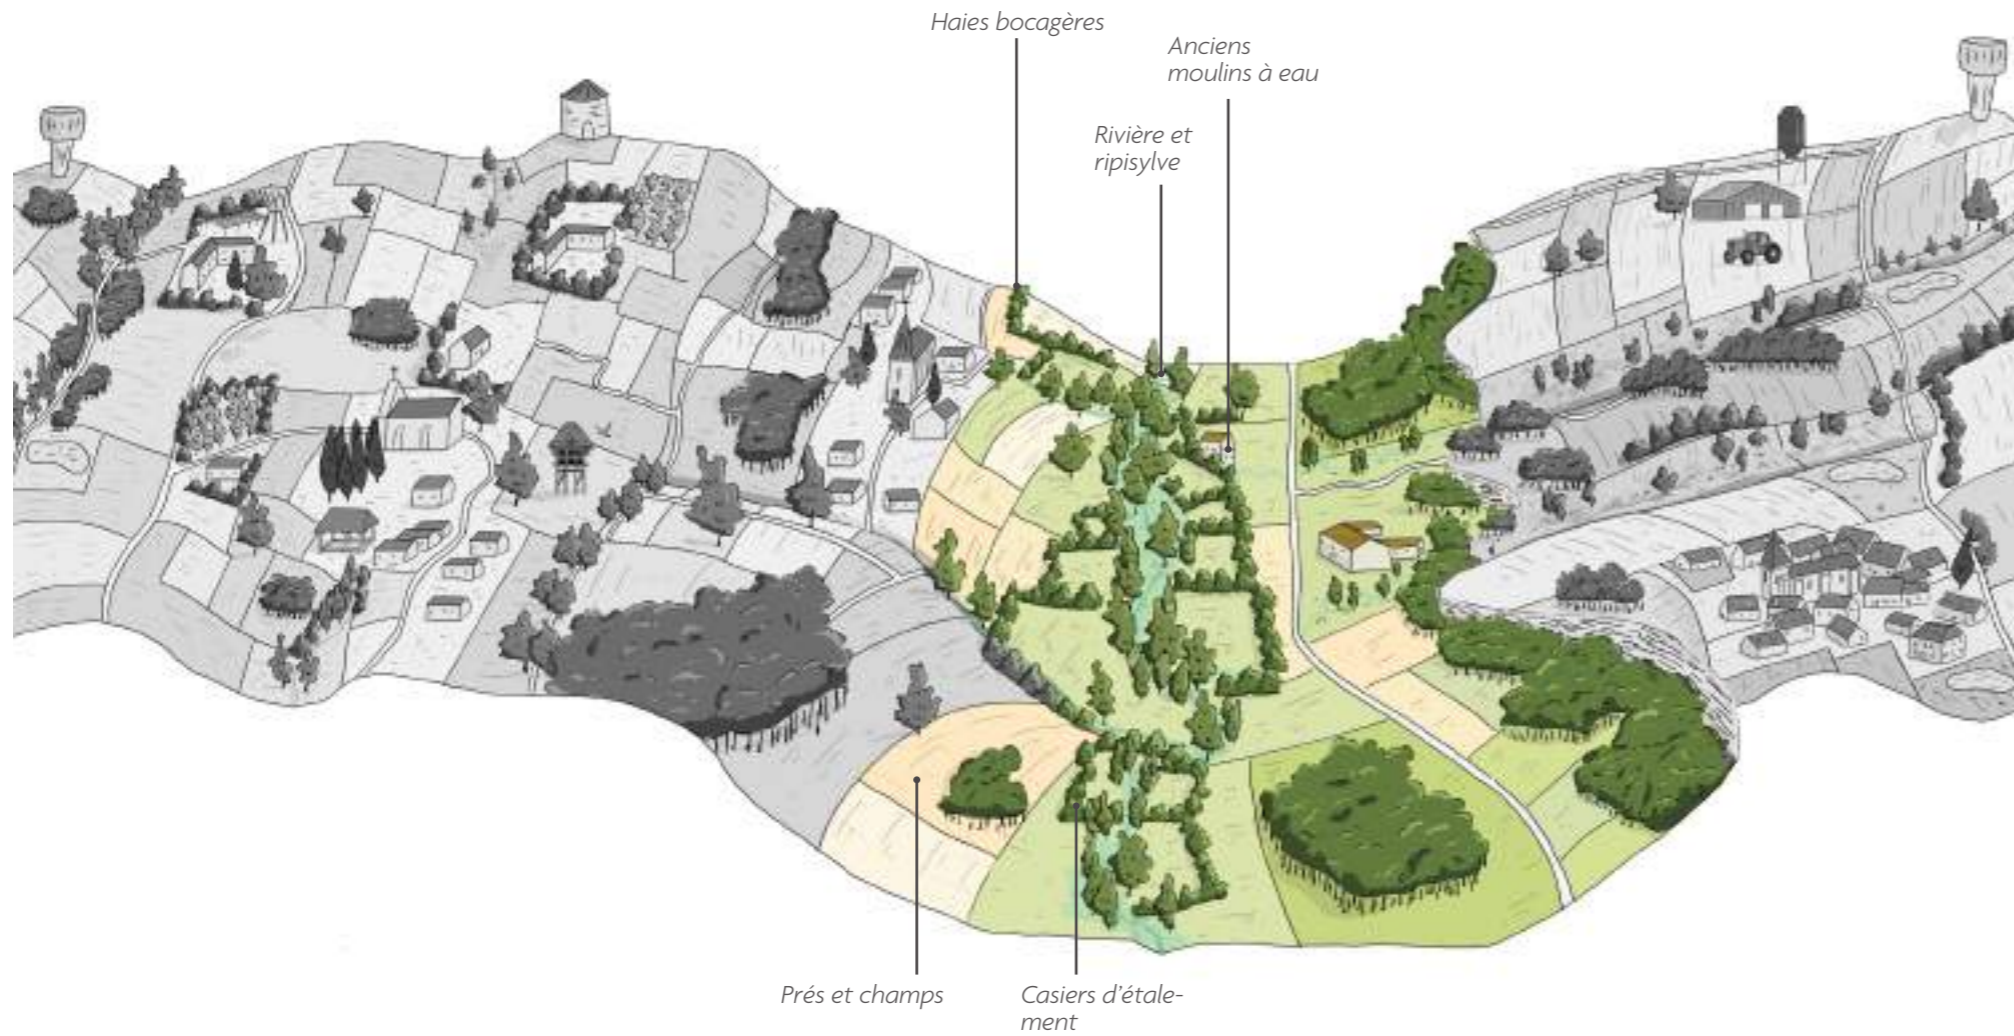 Haies bocagères
Anciens
moulins à eau
Rivière et
ripisylve
Prés et champs
Casiers d’étale-
ment